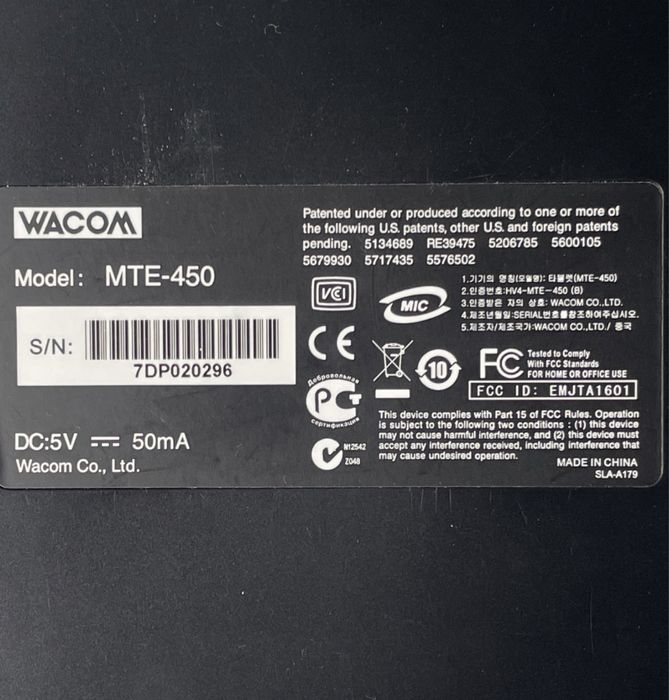 WACOM
Model: MTE-450
S/N:
7DP020296
DC:5V 50mA
Wacom Co., Ltd.
Patented under or produced according to one or more of
the following U.S. patents, other U.S. and foreign patents
pending. 5134689 RE39475 5206785 5600105
5679930 5717435 5576502
VCI
MIC
1.기기의 명칭(모델명): 타블렛(MTE-450)
2.인증번호:HV4-MTE-450 (B)
3.인증받은 자의 상호: WACOM CO.,LTD.
4.제조년월일:SERIAL번호를참조하여주십시오.
5.제조자/제조국가:WACOM CO.,LTD./ 중국
CE
10
FC
Tested to Comply
With FCC Standards
FOR HOME OR OFFICE USE
FCC ID: EMJTA1601
Добровольная
РСТ
сертификация
N12542
2048
This device complies with Part 15 of FCC Rules. Operation
is subject to the following two conditions : (1) this device
may not cause harmful interference, and (2) this device must
accept any interference received, including interference that
may cause undesired operation.
MADE IN CHINA
SLA-A179